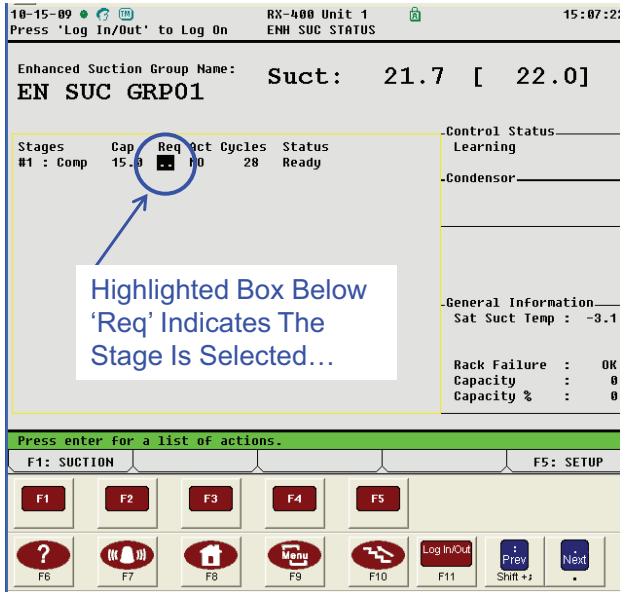 10-15-09
RX-400 Unit 1
15:07:22
Press 'Log In/Out' to Log On
ENH SUC STATUS
Enhanced Suction Group Name:
EN SUC GRP01
Suct: 21.7 [ 22.0]
Stages Cap Req Act Cycles Status
#1 : Comp 15.0 .. NO 28 Ready
Control Status
Learning
Condensor
Highlighted Box Below
‘Req’ Indicates The
Stage Is Selected…
General Information
Sat Suct Temp : -3.1
Rack Failure : OK
Capacity : 0
Capacity % : 0
Press enter for a list of actions.
F1: SUCTION
F5: SETUP
F1 F2 F3 F4 F5
? Menu Log In/Out : Prev . Next
F6 F7 F8 F9 F10 F11 Shift +; .